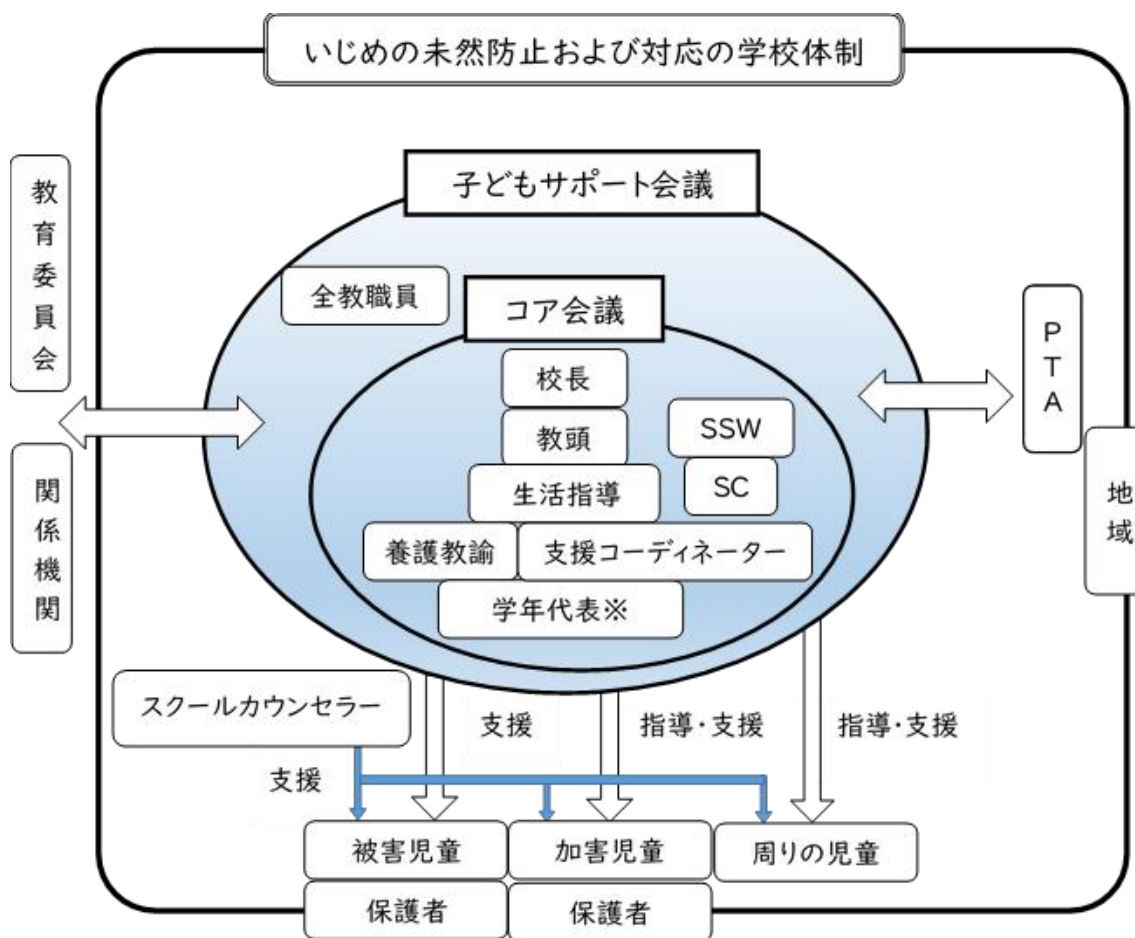 いじめの未然防止および対応の学校体制
子どもサポート会議
教育委員会
全教職員
コア会議
校長
PTA
教頭
SSW
生活指導
SC
関係機関
地域
養護教諭
支援コーディネーター
学年代表※
スクールカウンセラー
支援
指導・支援
指導・支援
支援
被害児童
加害児童
周りの児童
保護者
保護者